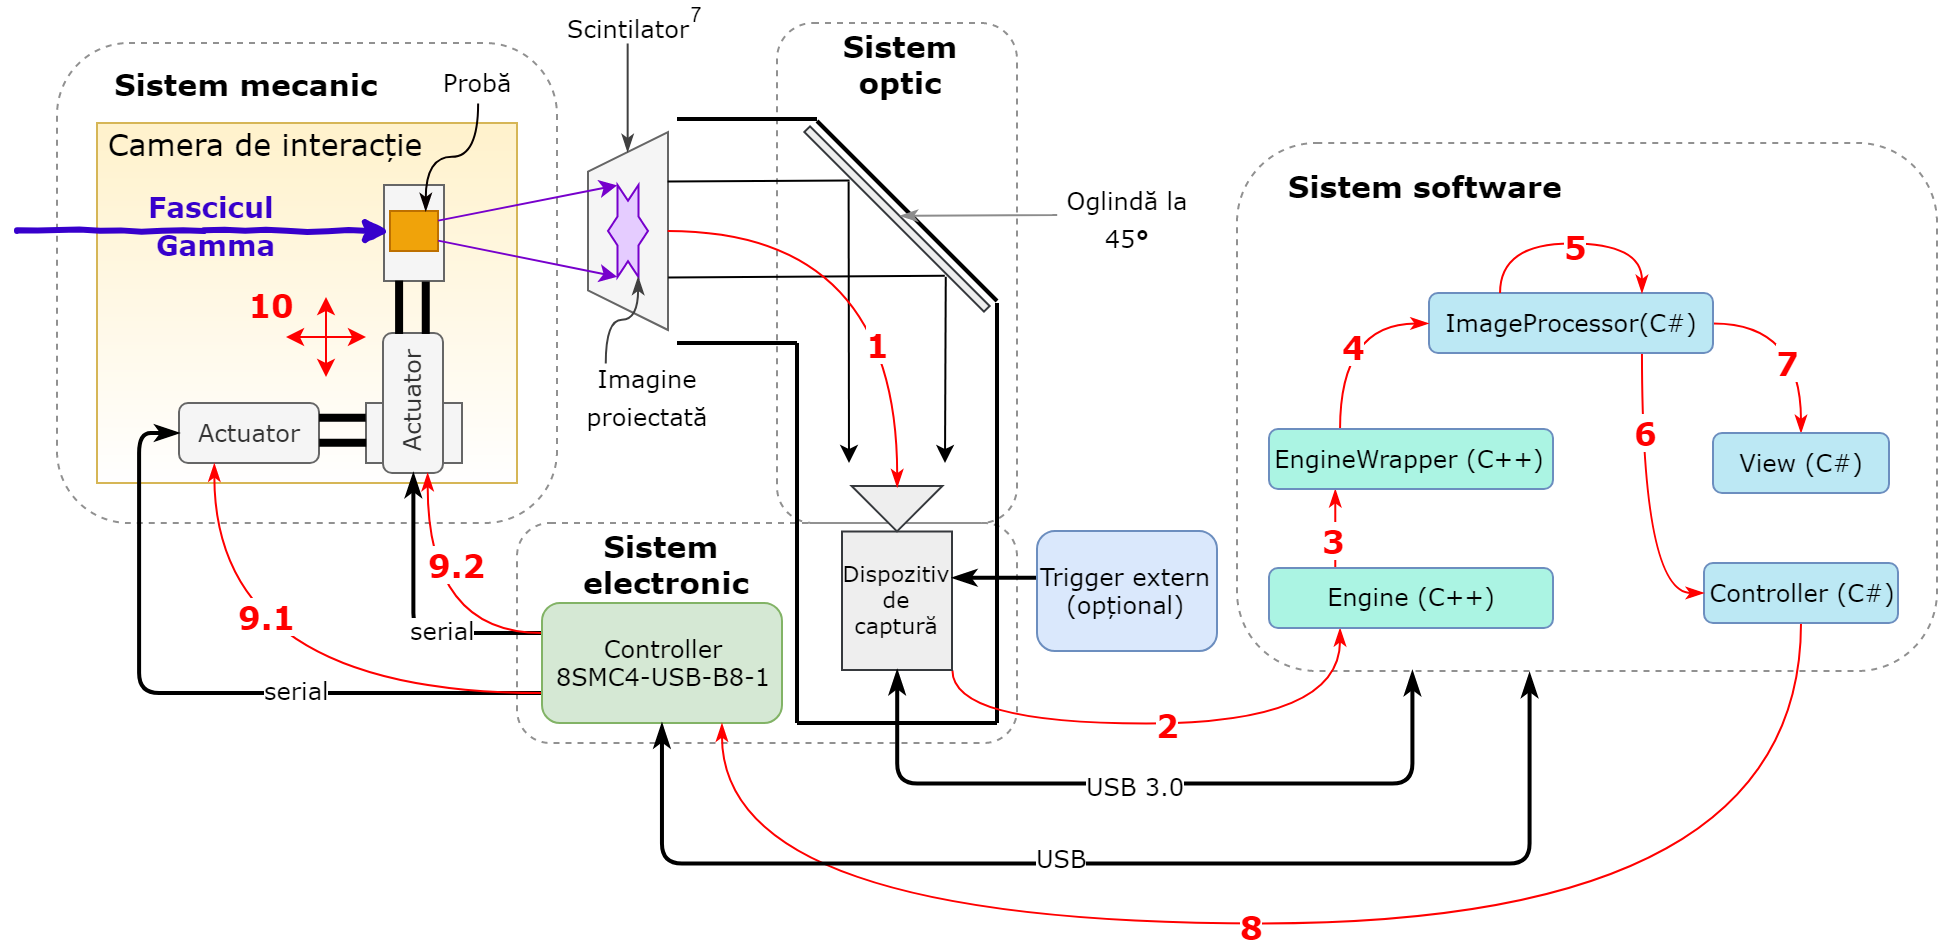 Scintilator7
Sistem mecanic
Probă
Camera de interacție
Fascicul
Gamma
10
Actuator
Actuator
Imagine
proiectată
Sistem
optic
Oglindă la
45°
1
Sistem
electronic
Controller
8SMC4-USB-B8-1
Dispozitiv
de
captură
Trigger extern
(opțional)
serial
serial
9.1
9.2
Sistem software
5
ImageProcessor(C#)
4
7
6
EngineWrapper (C++)
View (C#)
3
Engine (C++)
Controller (C#)
2
USB 3.0
USB
8